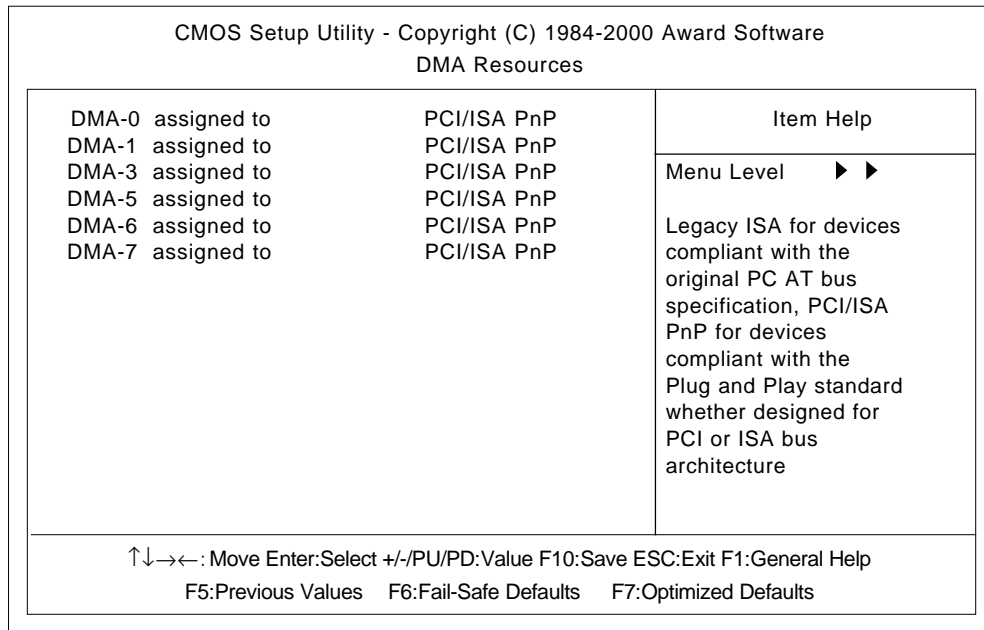 CMOS Setup Utility - Copyright (C) 1984-2000 Award Software
DMA Resources
DMA-0 assigned to PCI/ISA PnP
DMA-1 assigned to PCI/ISA PnP
DMA-3 assigned to PCI/ISA PnP
DMA-5 assigned to PCI/ISA PnP
DMA-6 assigned to PCI/ISA PnP
DMA-7 assigned to PCI/ISA PnP
Item Help
Menu Level ▶ ▶
Legacy ISA for devices
compliant with the
original PC AT bus
specification, PCI/ISA
PnP for devices
compliant with the
Plug and Play standard
whether designed for
PCI or ISA bus
architecture
↑↓→←: Move Enter:Select +/-/PU/PD:Value F10:Save ESC:Exit F1:General Help
F5:Previous Values F6:Fail-Safe Defaults F7:Optimized Defaults